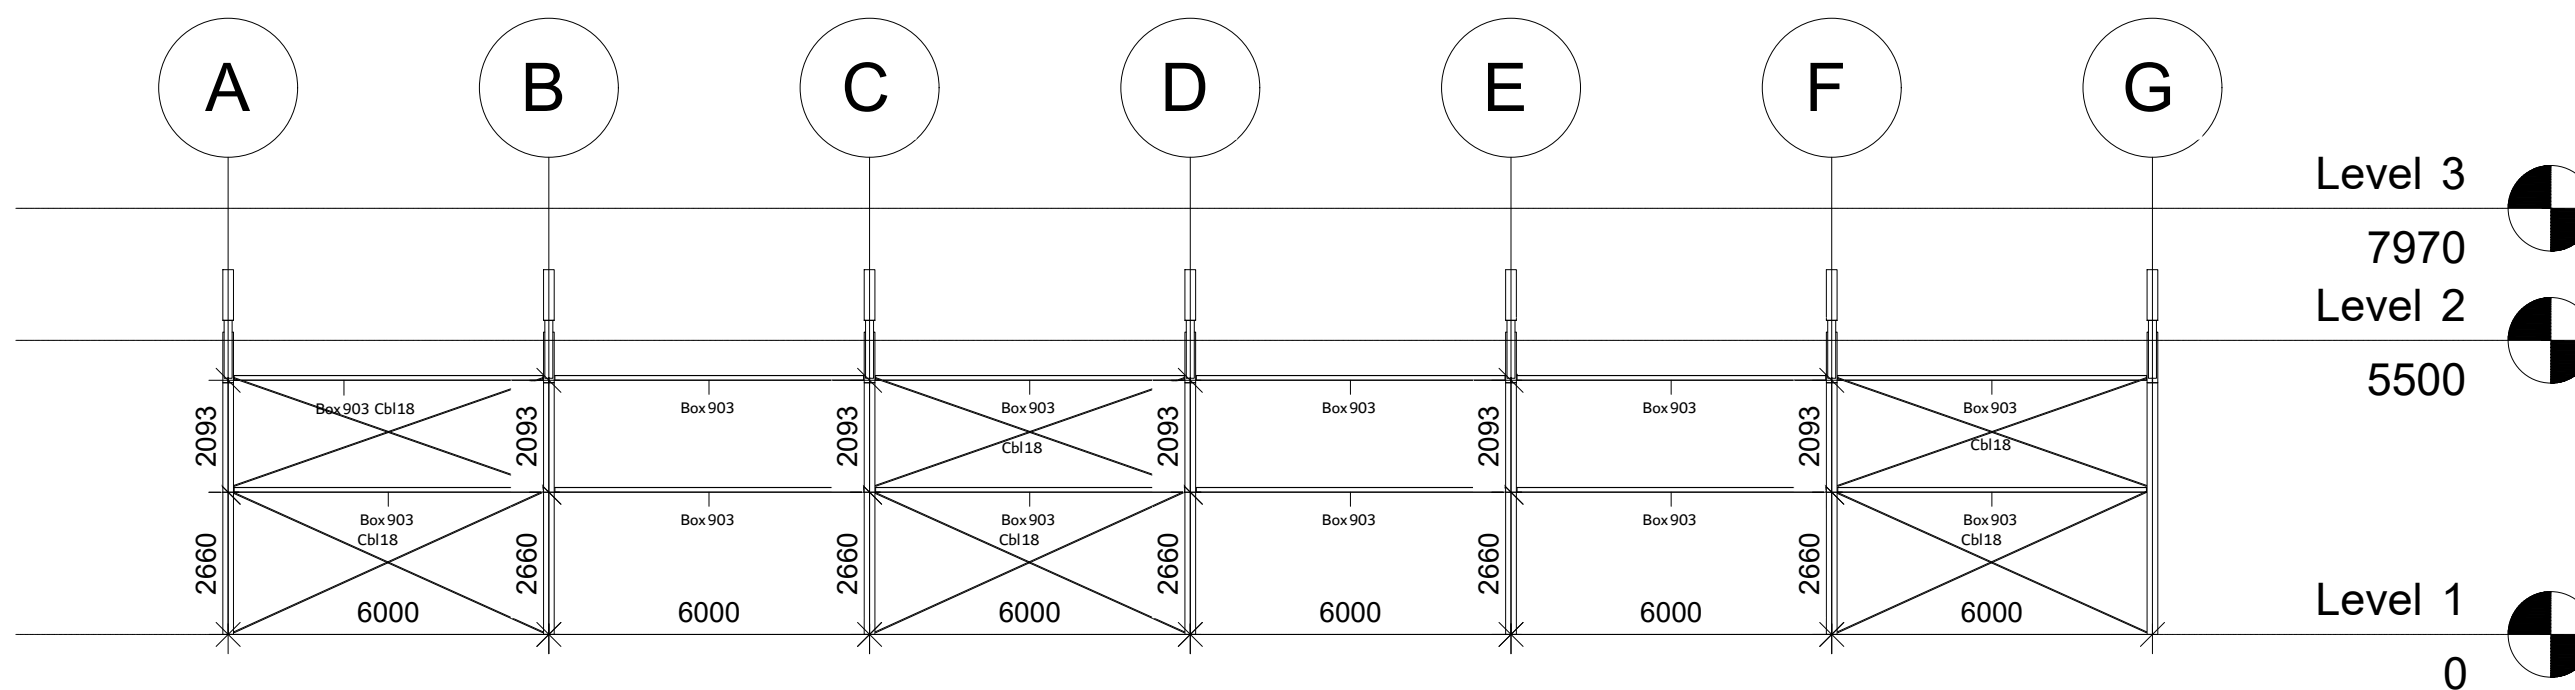 A B C D E F G
Level 3
7970
Level 2
5500
Box903 Cbl18 Box903 Box903 Box903 Box903 Box903
2093 2093 2093 2093 2093 2093
Cbl18 Cbl18
Box903 Box903 Box903 Box903 Box903 Box903
Cbl18 Cbl18 Cbl18
2660 2660 2660 2660 2660 2660
6000 6000 6000 6000 6000 6000
Level 1
0